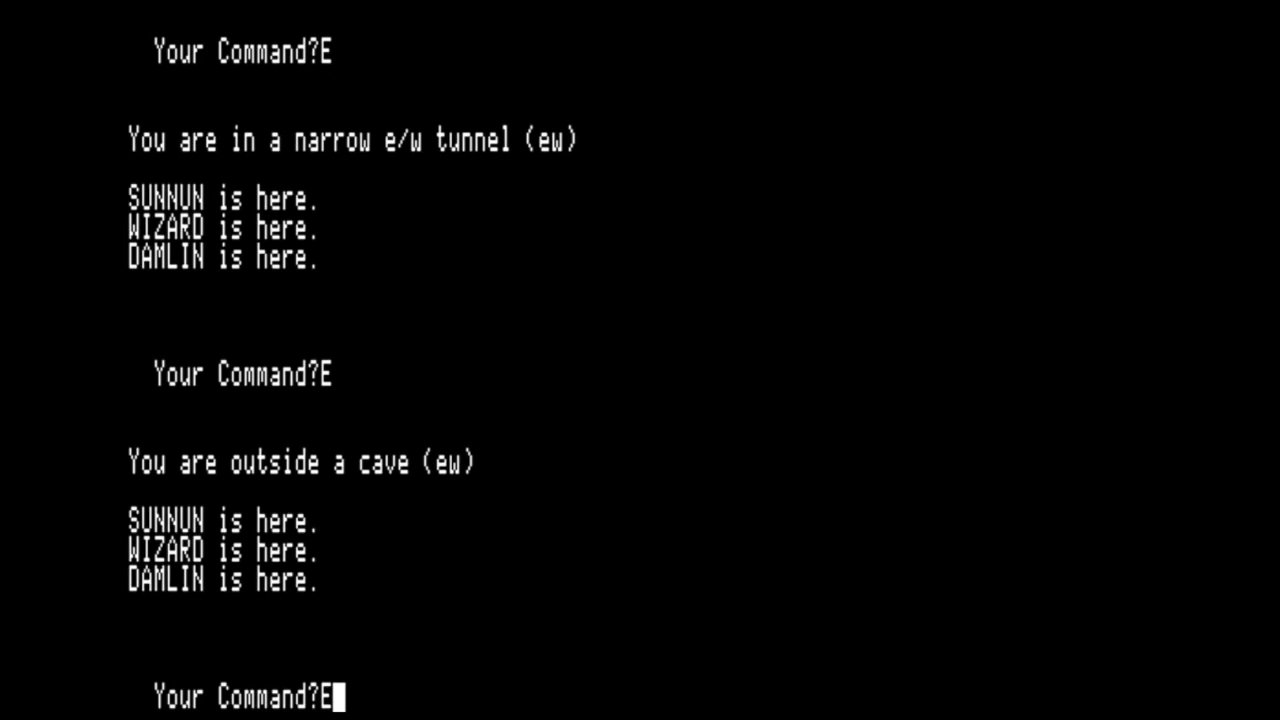 Your Command?E
You are in a narrow e/w tunnel (ew)
SUNNUN is here.
WIZARD is here.
DAMLIN is here.
Your Command?E
You are outside a cave (ew)
SUNNUN is here.
WIZARD is here.
DAMLIN is here.
Your Command?E